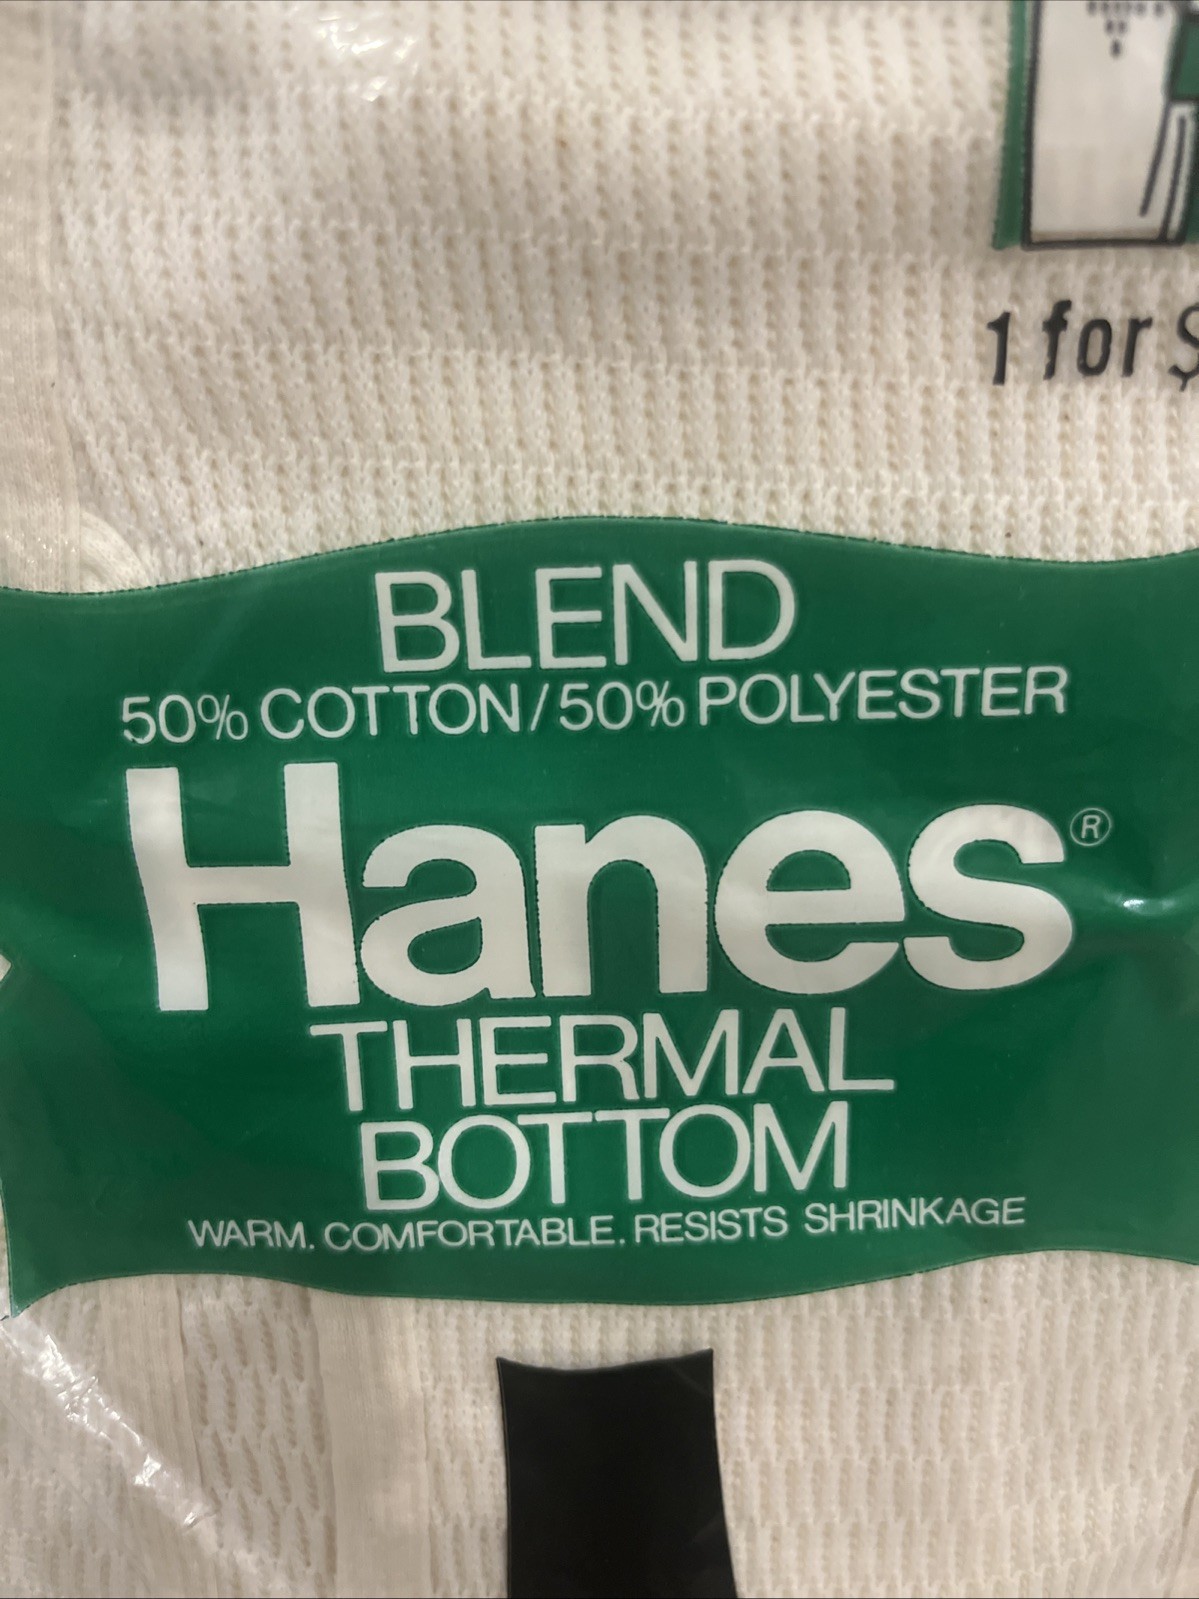 1 for $
BLEND
50% COTTON/50% POLYESTER
Hanes®
THERMAL
BOTTOM
WARM. COMFORTABLE. RESISTS SHRINKAGE